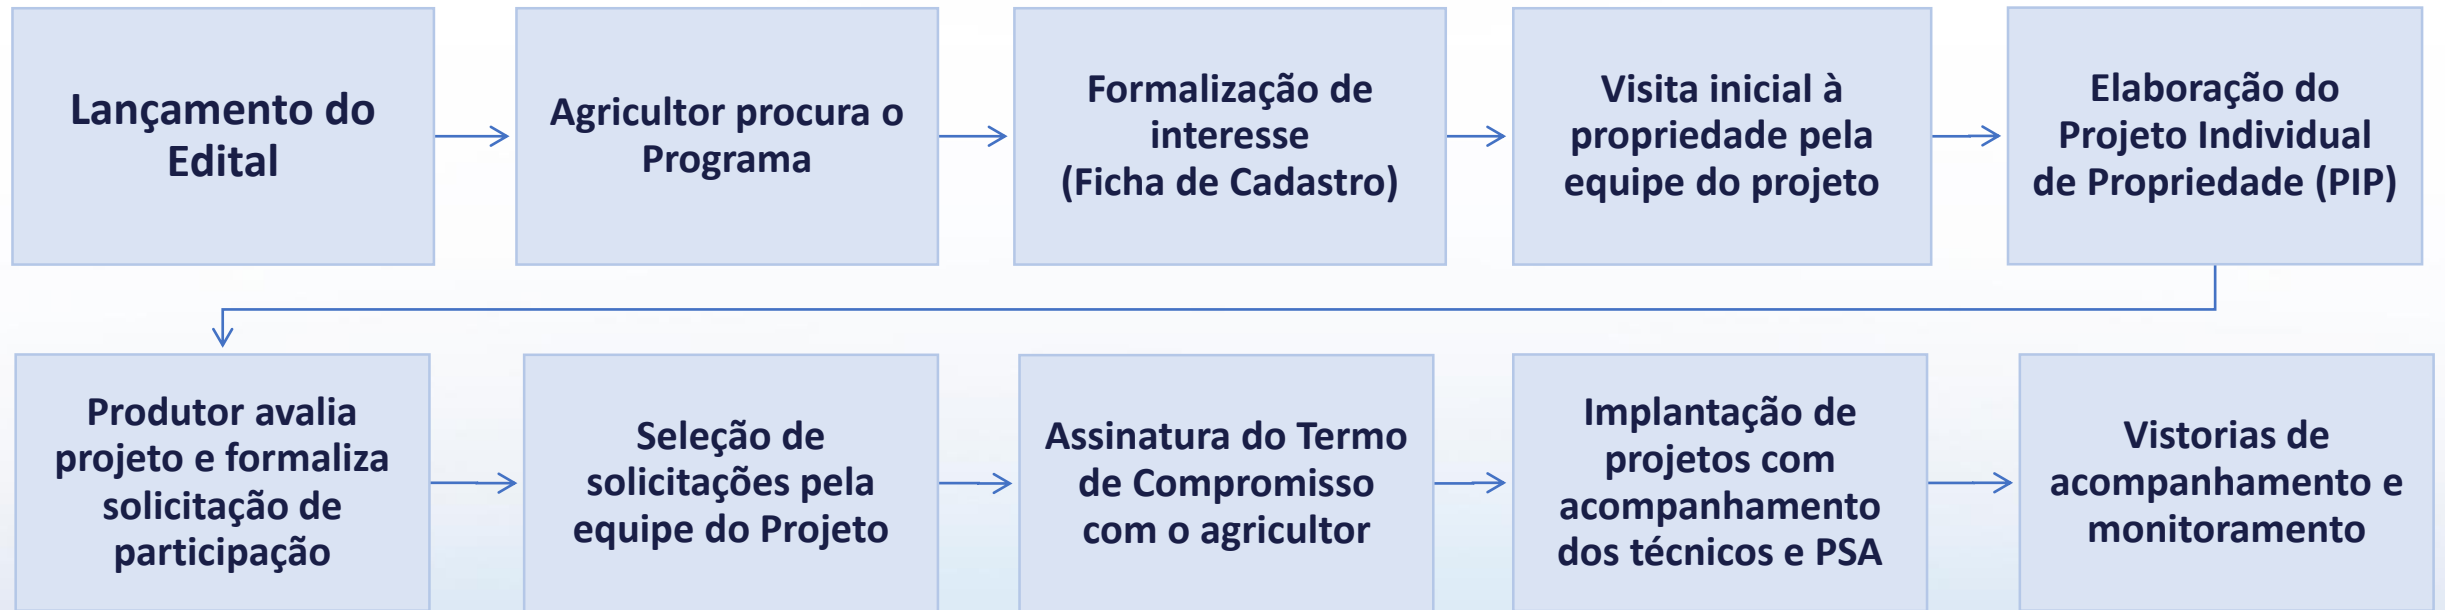 Lançamento do
Edital
Agricultor procura o
Programa
Formalização de
interesse
(Ficha de Cadastro)
Visita inicial à
propriedade pela
equipe do projeto
Elaboração do
Projeto Individual
de Propriedade (PIP)
Produtor avalia
projeto e formaliza
solicitação de
participação
Seleção de
solicitações pela
equipe do Projeto
Assinatura do Termo
de Compromisso
com o agricultor
Implantação de
projetos com
acompanhamento
dos técnicos e PSA
Vistorias de
acompanhamento e
monitoramento